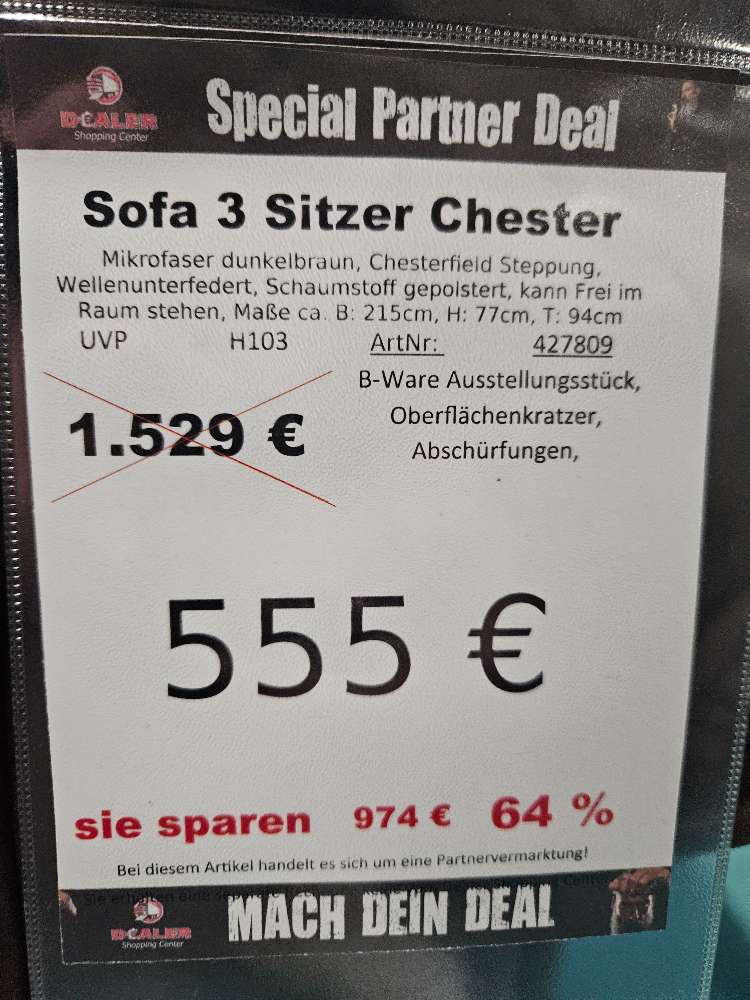 DEALER
Shopping Center
Special Partner Deal
Sofa 3 Sitzer Chester
Mikrofaser dunkelbraun, Chesterfield Steppung,
Wellenunterfedert, Schaumstoff gepolstert, kann Frei im
Raum stehen, Maße ca. B: 215cm, H: 77cm, T: 94cm
UVP H103 ArtNr: 427809
B-Ware Ausstellungsstück,
Oberflächenkratzer,
Abschürfungen,
1.529 €
555 €
sie sparen 974 € 64 %
Bei diesem Artikel handelt es sich um eine Partnervermarktung!
Sie erhalten eine
DEALER
Shopping Center
MACH DEIN DEAL